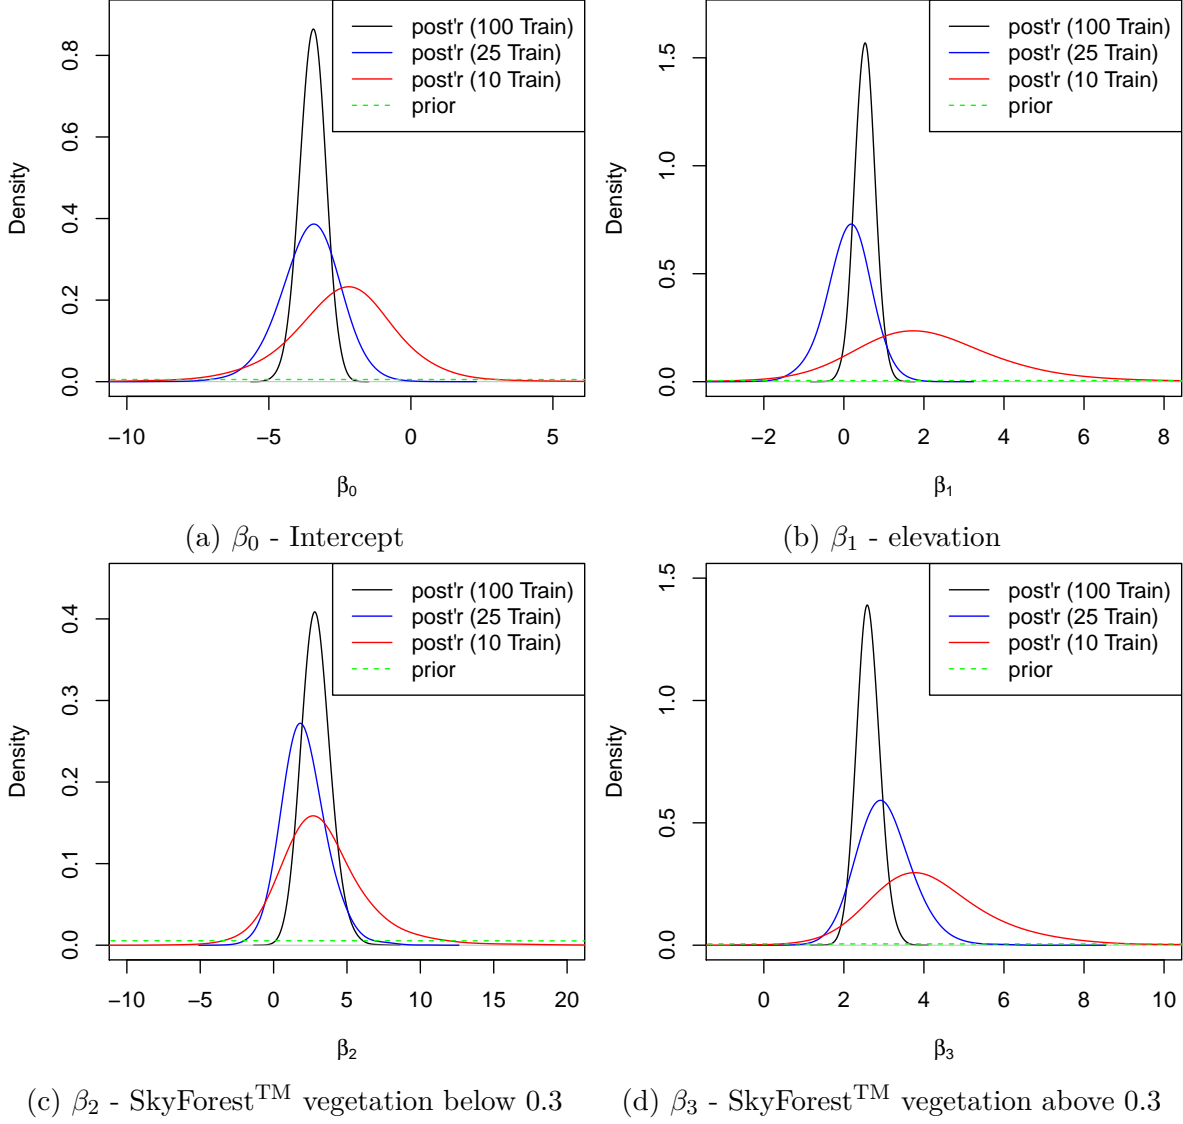 post'r (100 Train)
post'r (25 Train)
post'r (10 Train)
prior
Density
0.0
0.2
0.4
0.6
0.8
−10
−5
0
5
β0
(a) β0 - Intercept
post'r (100 Train)
post'r (25 Train)
post'r (10 Train)
prior
Density
0.0
0.5
1.0
1.5
−2
0
2
4
6
8
β1
(b) β1 - elevation
post'r (100 Train)
post'r (25 Train)
post'r (10 Train)
prior
Density
0.0
0.1
0.2
0.3
0.4
−10
−5
0
5
10
15
20
β2
(c) β2 - SkyForest™ vegetation below 0.3
post'r (100 Train)
post'r (25 Train)
post'r (10 Train)
prior
Density
0.0
0.5
1.0
1.5
0
2
4
6
8
10
β3
(d) β3 - SkyForest™ vegetation above 0.3